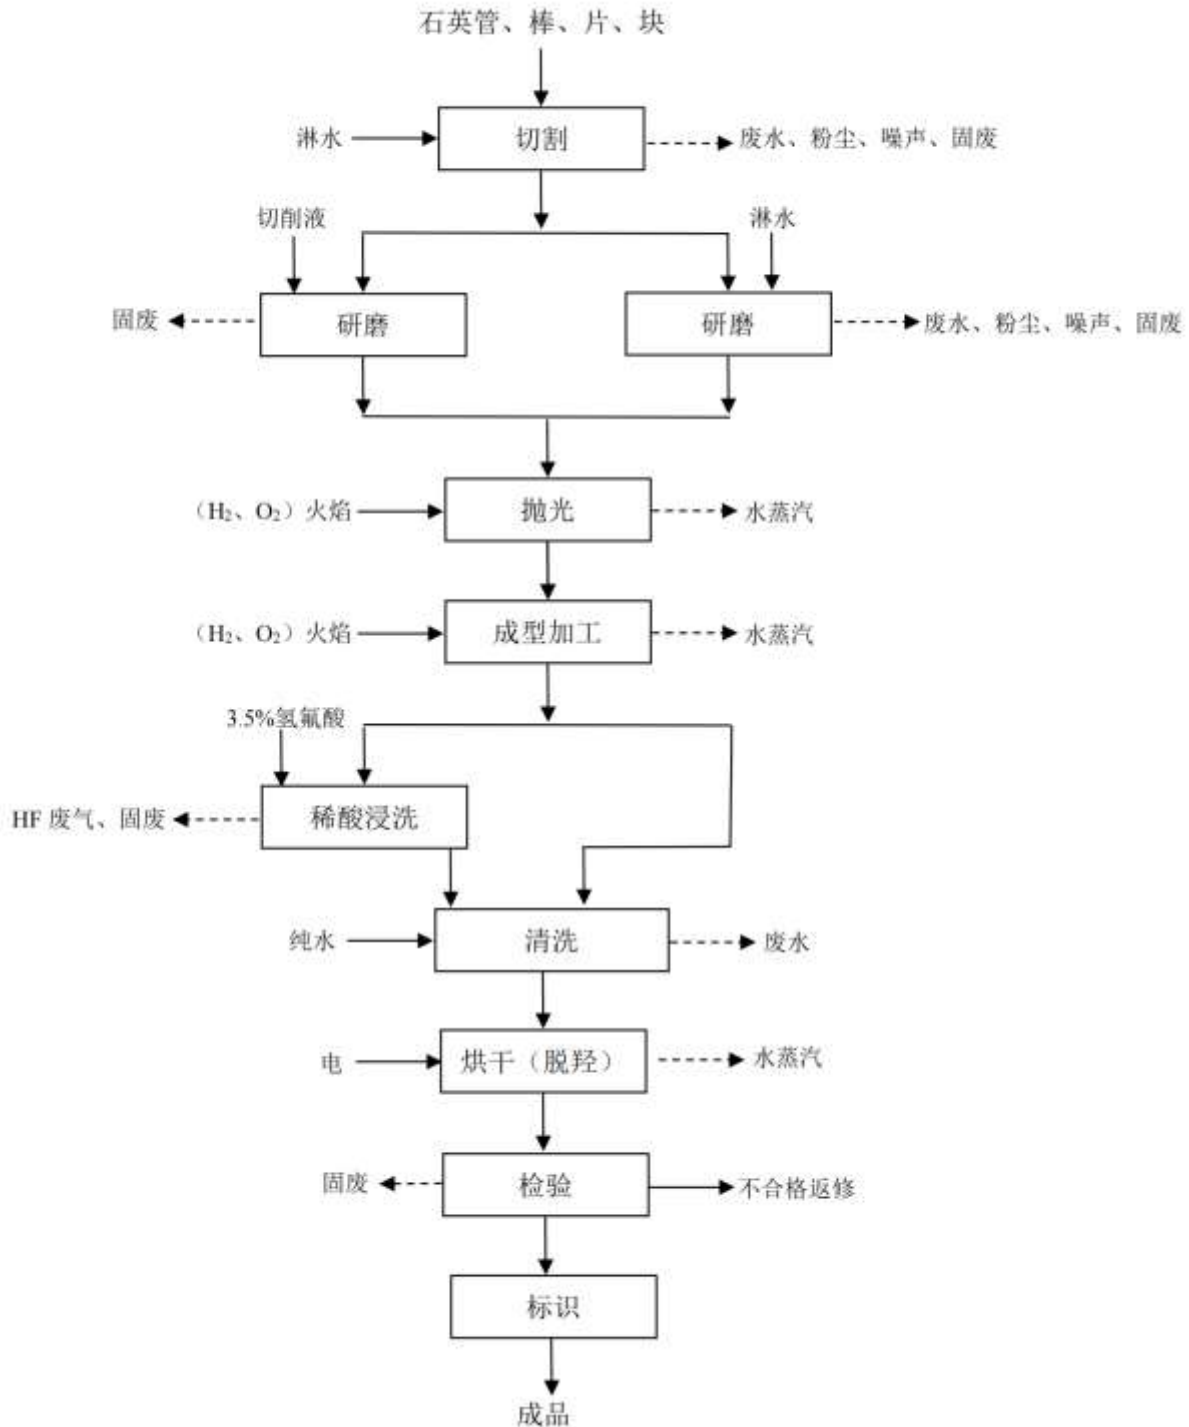 石英管、棒、片、块
淋水
切割
废水、粉尘、噪声、固废
切削液
淋水
固废
研磨
研磨
废水、粉尘、噪声、固废
（H₂、O₂）火焰
抛光
水蒸汽
（H₂、O₂）火焰
成型加工
水蒸汽
3.5%氢氟酸
HF 废气、固废
稀酸浸洗
纯水
清洗
废水
电
烘干（脱羟）
水蒸汽
固废
检验
不合格返修
标识
成品